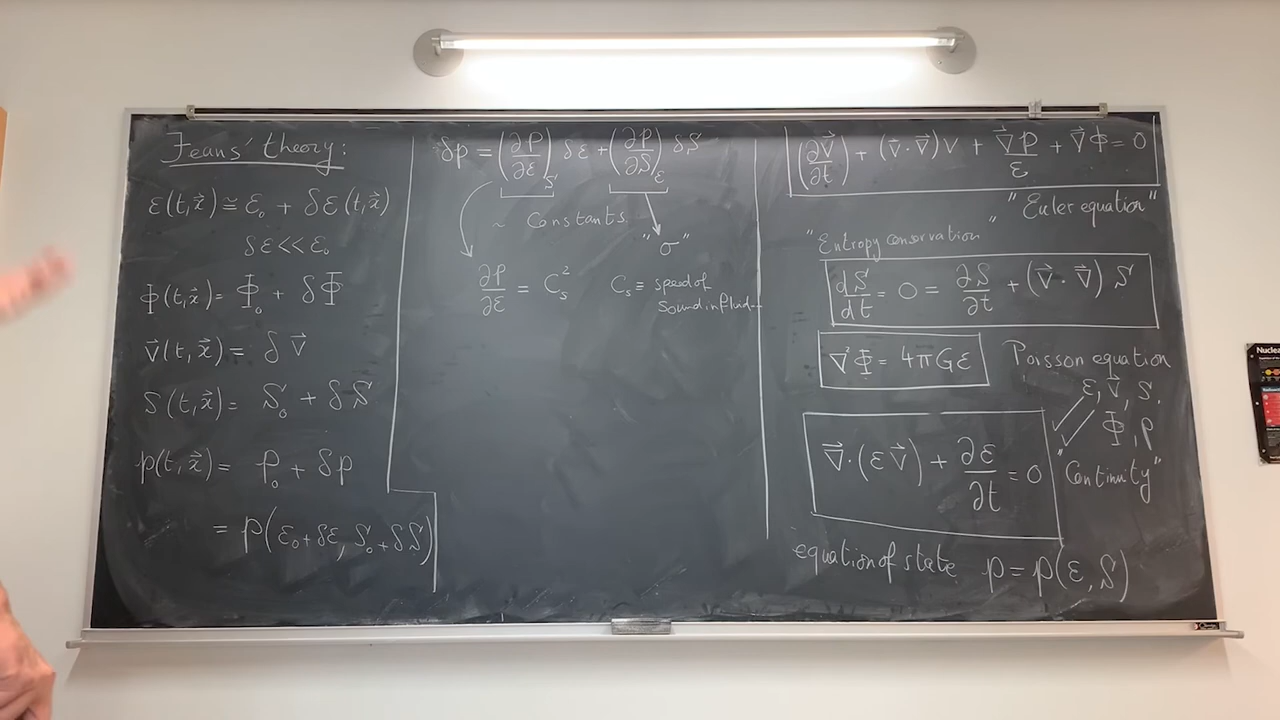 Jeans' theory:
ε(t,x⃗) ≅ ε₀ + δε(t,x⃗)
δε << ε₀
Φ(t,x⃗) = Φ₀ + δΦ
v⃗(t,x⃗) = δv⃗
S(t,x⃗) = S₀ + δS
p(t,x⃗) = p₀ + δp
= p(ε₀+δε, S₀+δS)
δp = (∂p/∂ε)_S δε + (∂p/∂S)_ε δS
~ Constants
"σ"
∂p/∂ε = C_s²
C_s ≡ speed of
sound in fluid
(∂v⃗/∂t) + (v⃗·∇⃗)v + ∇⃗p/ε + ∇⃗Φ = 0
" "Euler equation"
"Entropy conservation
dS/dt = 0 = ∂S/∂t + (v⃗·∇⃗) S
∇²Φ = 4πGε
Poisson equation
ε, v⃗, S.
Φ, p
∇⃗·(εv⃗) + ∂ε/∂t = 0
"Continuity"
equation of state p = p(ε, S)
Nuclea